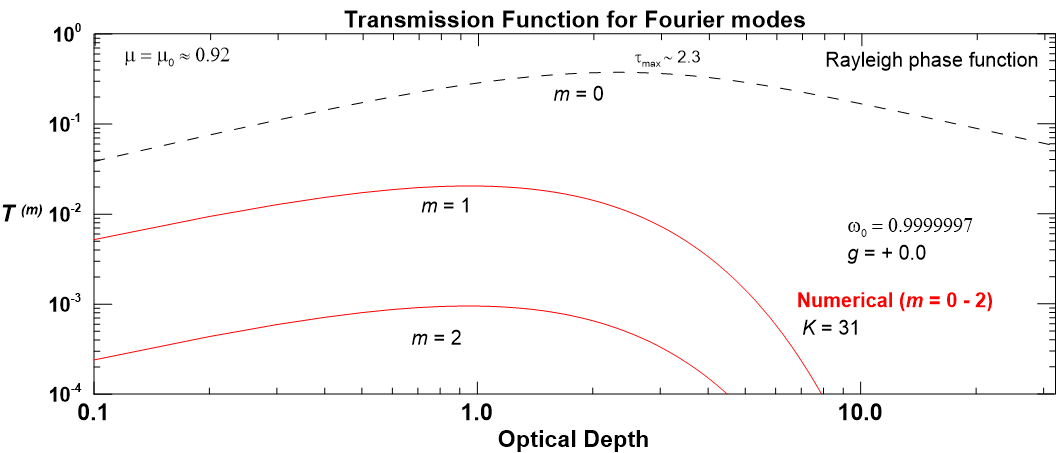 Transmission Function for Fourier modes
10⁰
μ = μ₀ ≈ 0.92
τmax ~ 2.3
Rayleigh phase function
m = 0
10⁻¹
m = 1
T (m)
10⁻²
ω₀ = 0.9999997
g = + 0.0
Numerical (m = 0 - 2)
10⁻³
K = 31
m = 2
10⁻⁴
0.1
1.0
10.0
Optical Depth